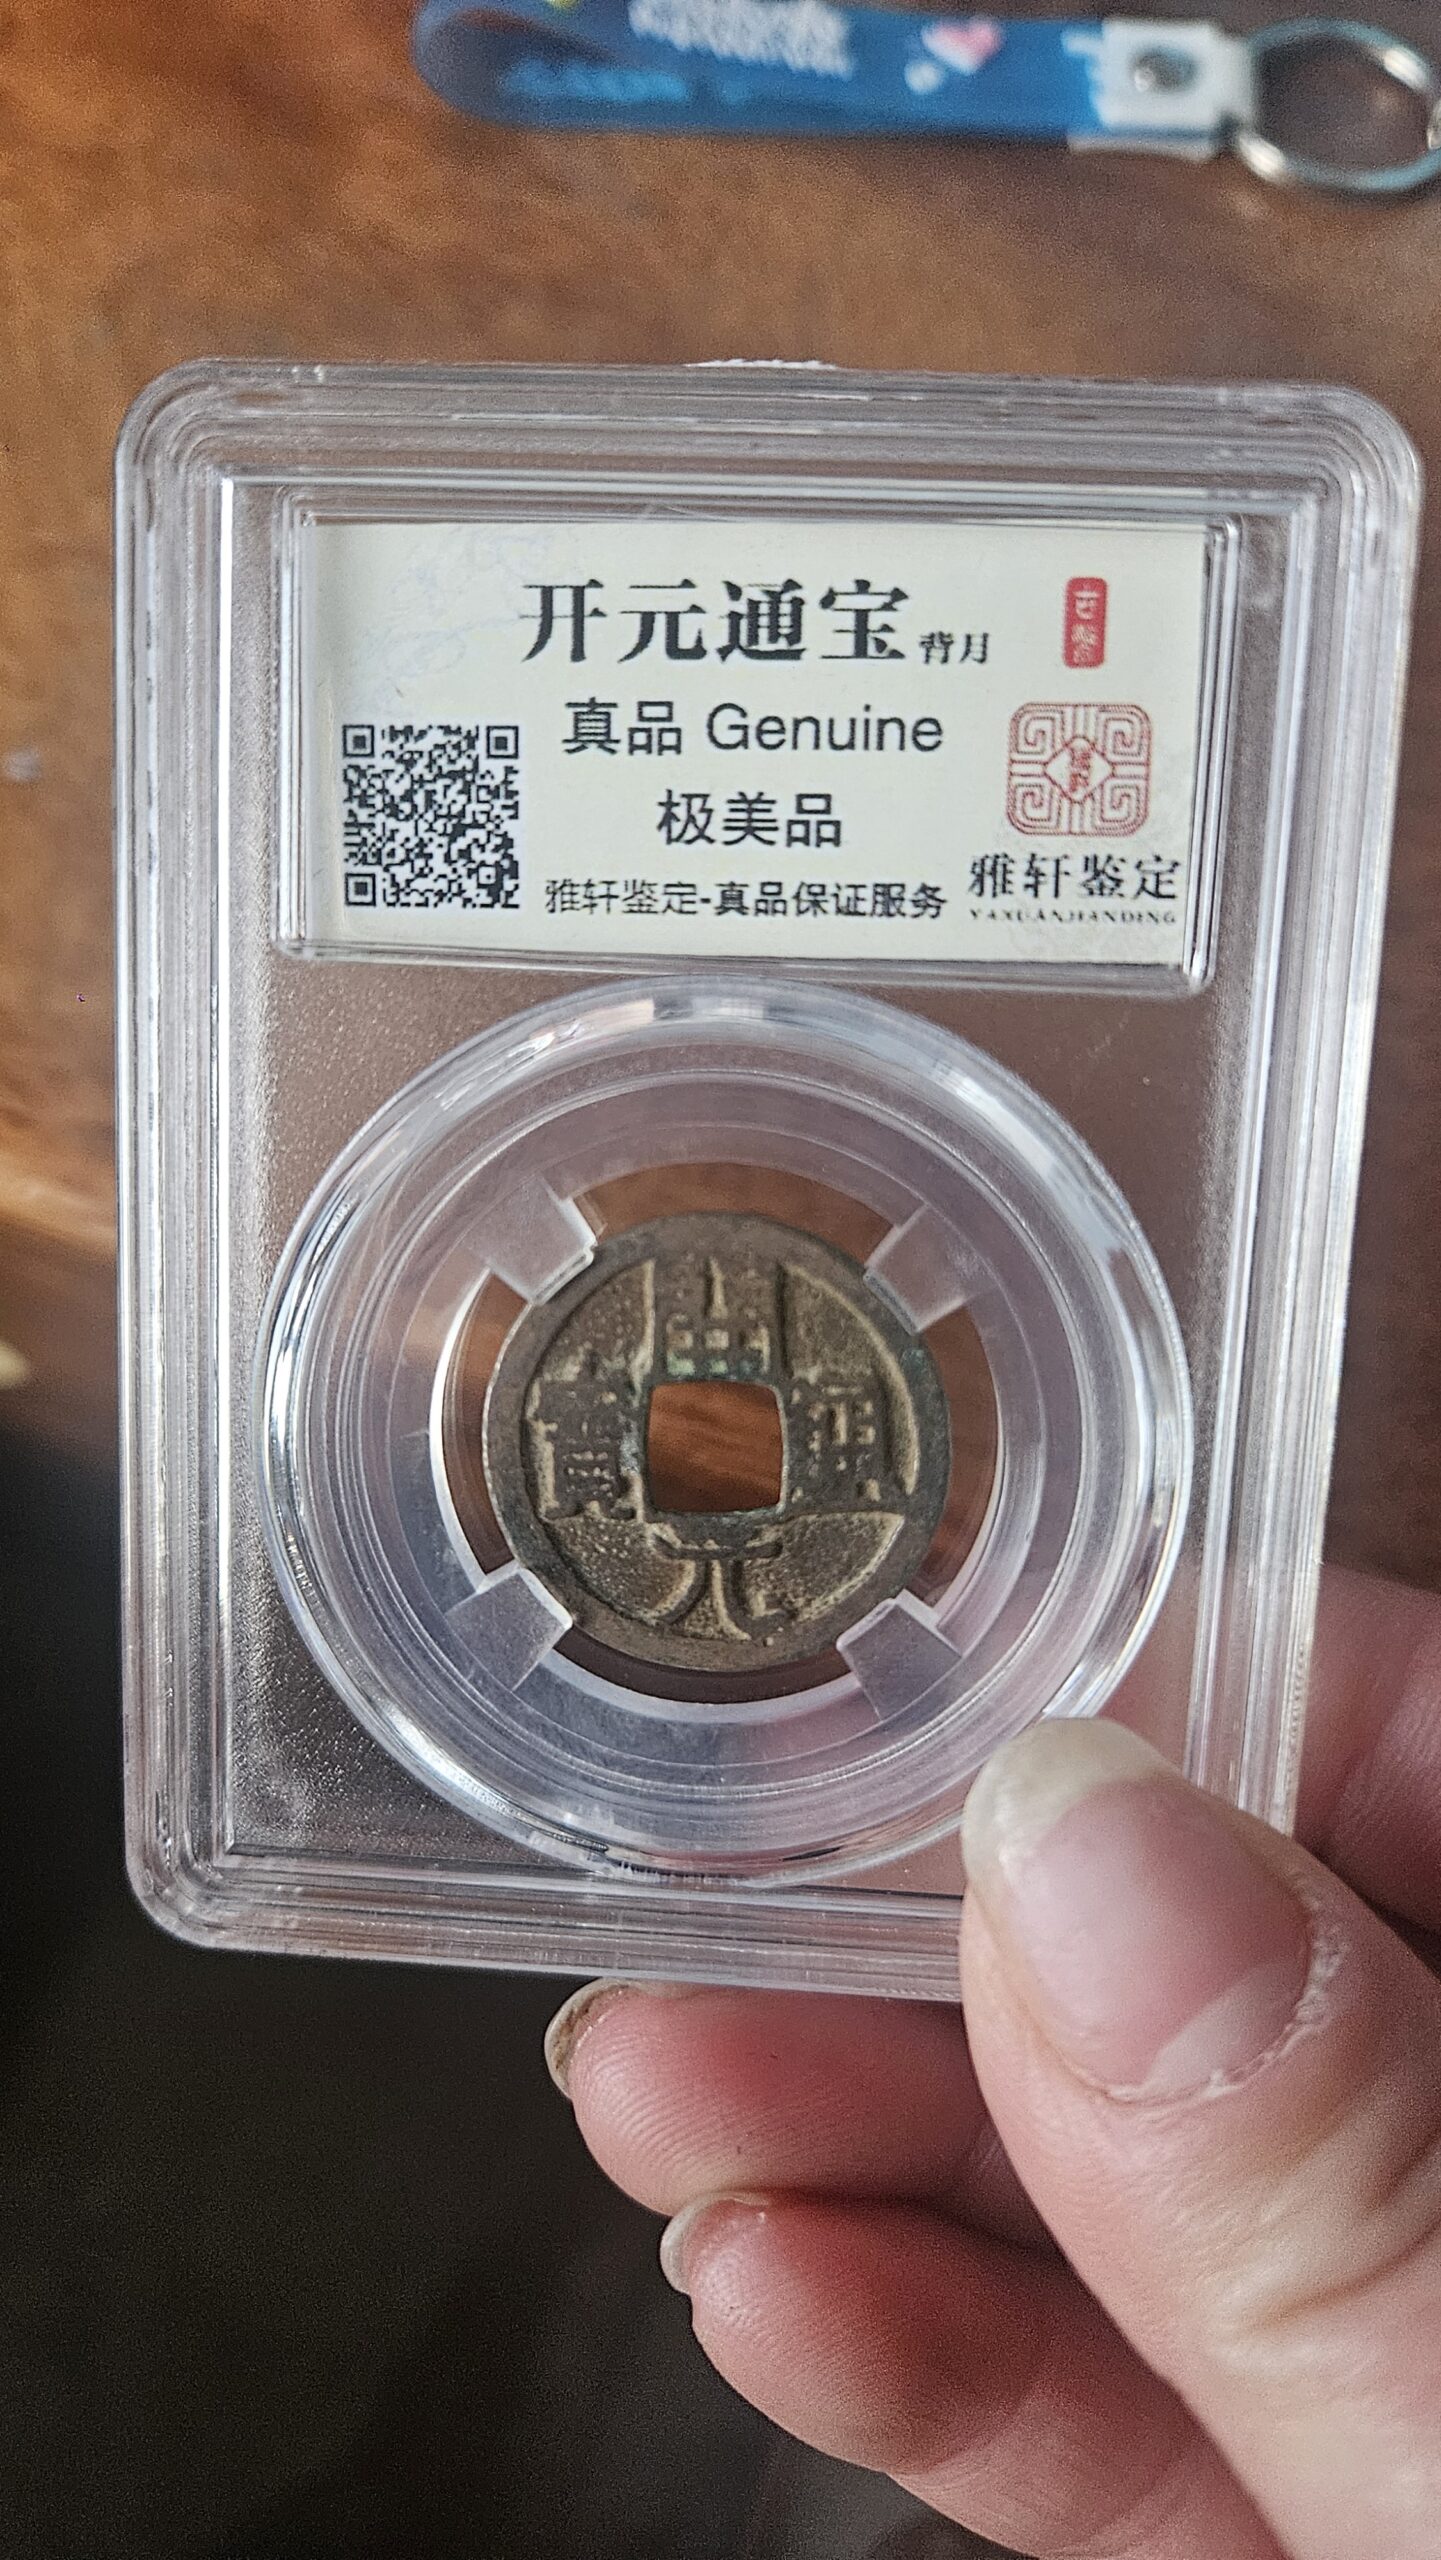 开元通宝 背月
真品 Genuine
极美品
雅轩鉴定-真品保证服务
雅轩鉴定
YAXUANJIANDING
開
通
元
寶